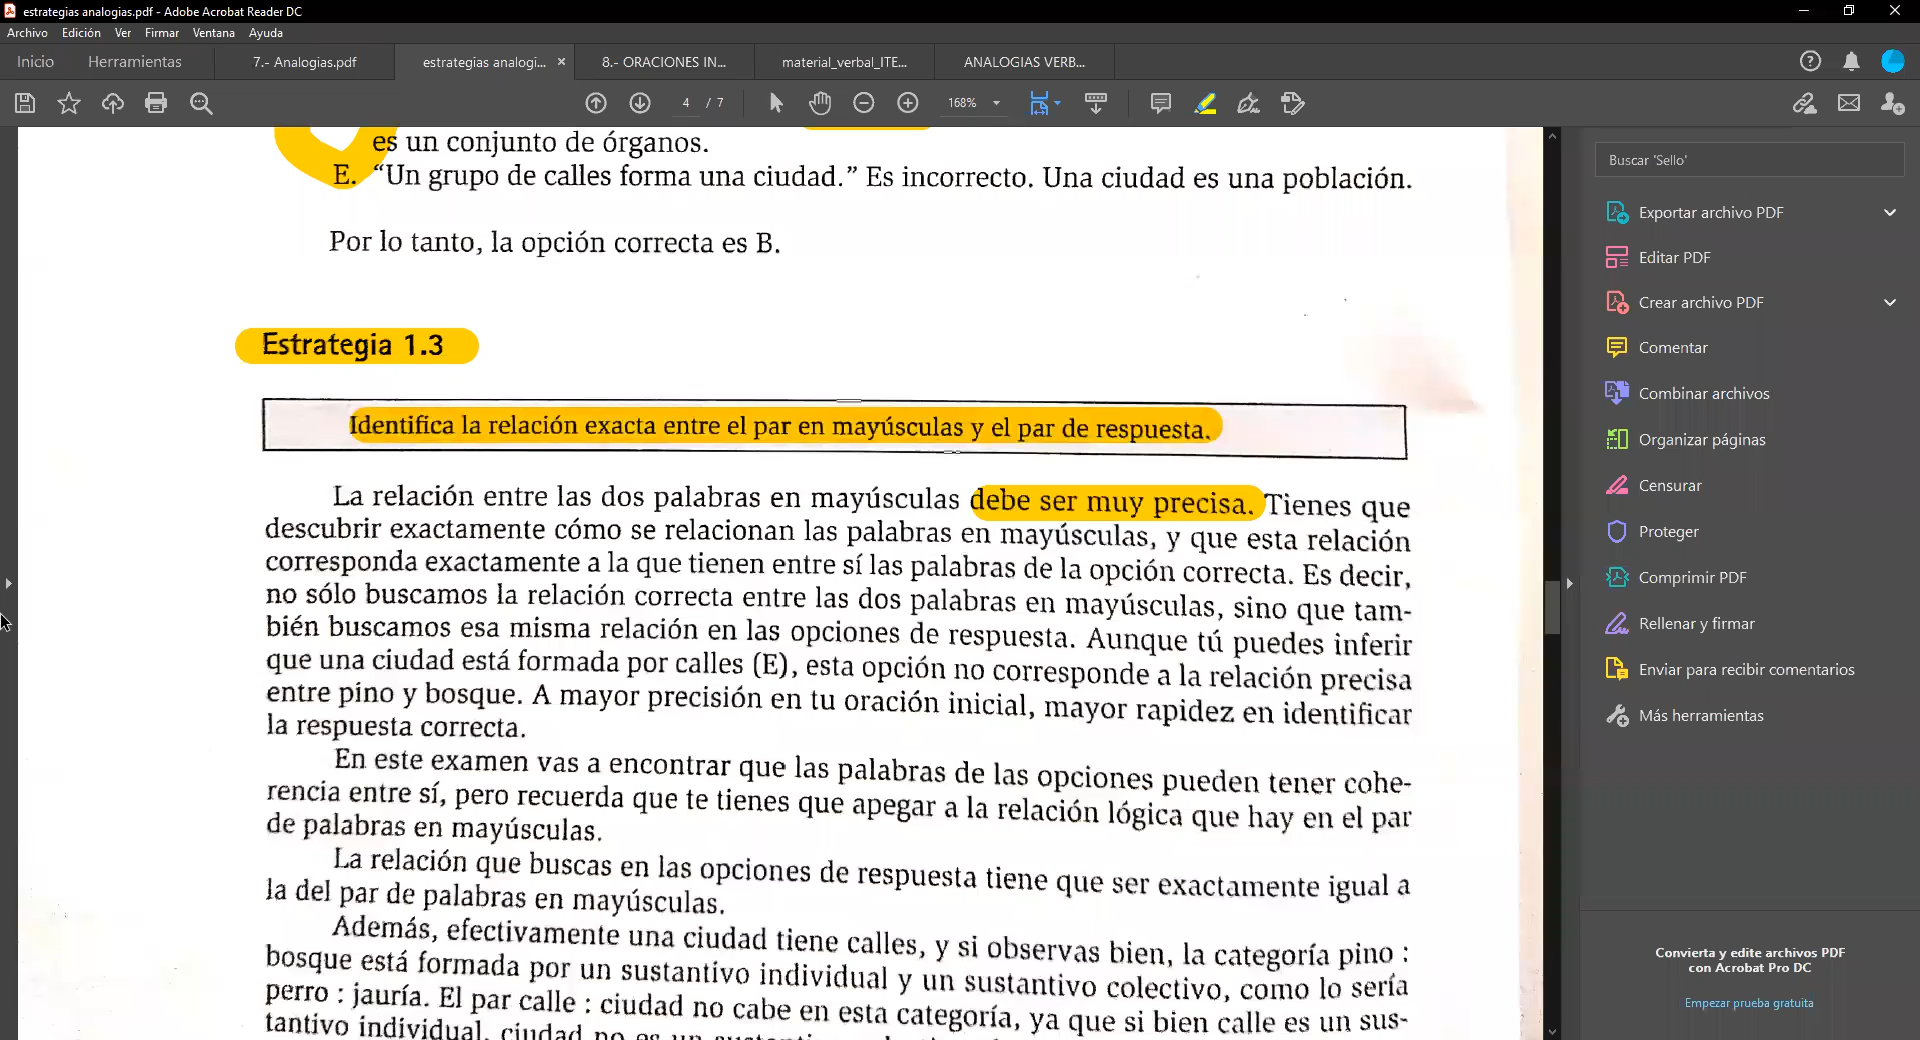 estrategias analogias.pdf - Adobe Acrobat Reader DC
Archivo Edición Ver Firmar Ventana Ayuda
Inicio Herramientas 7.- Analogias.pdf estrategias analogi... × 8.- ORACIONES IN... material_verbal_ITE... ANALOGIAS VERB...
4 / 7 168%
es un conjunto de órganos.
E. “Un grupo de calles forma una ciudad.” Es incorrecto. Una ciudad es una población.
Por lo tanto, la opción correcta es B.
Estrategia 1.3
Identifica la relación exacta entre el par en mayúsculas y el par de respuesta.
La relación entre las dos palabras en mayúsculas debe ser muy precisa. Tienes que
descubrir exactamente cómo se relacionan las palabras en mayúsculas, y que esta relación
corresponda exactamente a la que tienen entre sí las palabras de la opción correcta. Es decir,
no sólo buscamos la relación correcta entre las dos palabras en mayúsculas, sino que tam-
bién buscamos esa misma relación en las opciones de respuesta. Aunque tú puedes inferir
que una ciudad está formada por calles (E), esta opción no corresponde a la relación precisa
entre pino y bosque. A mayor precisión en tu oración inicial, mayor rapidez en identificar
la respuesta correcta.
En este examen vas a encontrar que las palabras de las opciones pueden tener cohe-
rencia entre sí, pero recuerda que te tienes que apegar a la relación lógica que hay en el par
de palabras en mayúsculas.
La relación que buscas en las opciones de respuesta tiene que ser exactamente igual a
la del par de palabras en mayúsculas.
Además, efectivamente una ciudad tiene calles, y si observas bien, la categoría pino :
bosque está formada por un sustantivo individual y un sustantivo colectivo, como lo sería
perro : jauría. El par calle : ciudad no cabe en esta categoría, ya que si bien calle es un sus-
tantivo individual, ciudad no es un
Buscar 'Sello'
Exportar archivo PDF
Editar PDF
Crear archivo PDF
Comentar
Combinar archivos
Organizar páginas
Censurar
Proteger
Comprimir PDF
Rellenar y firmar
Enviar para recibir comentarios
Más herramientas
Convierta y edite archivos PDF
con Acrobat Pro DC
Empezar prueba gratuita